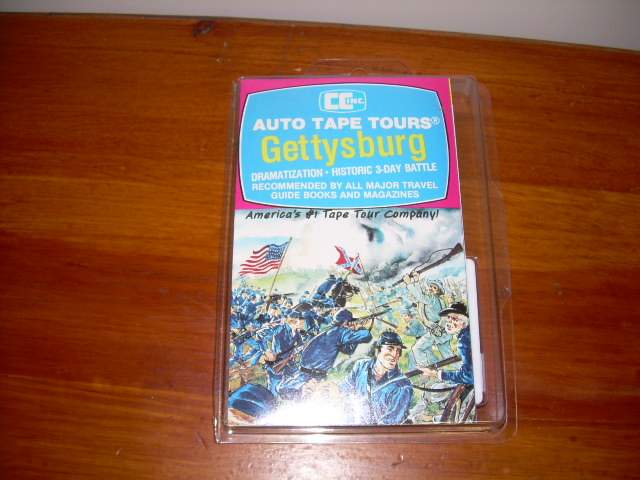 CC INC.
AUTO TAPE TOURS®
Gettysburg
DRAMATIZATION • HISTORIC 3-DAY BATTLE
RECOMMENDED BY ALL MAJOR TRAVEL
GUIDE BOOKS AND MAGAZINES
America's #1 Tape Tour Company!